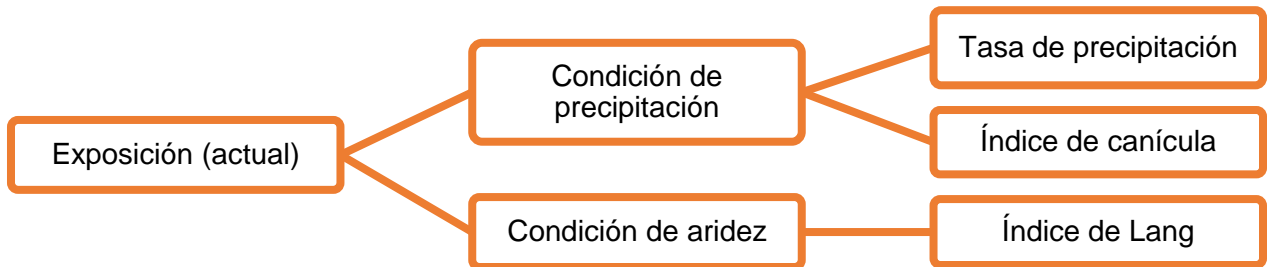 Exposición (actual)
Condición de
precipitación
Tasa de precipitación
Índice de canícula
Condición de aridez
Índice de Lang